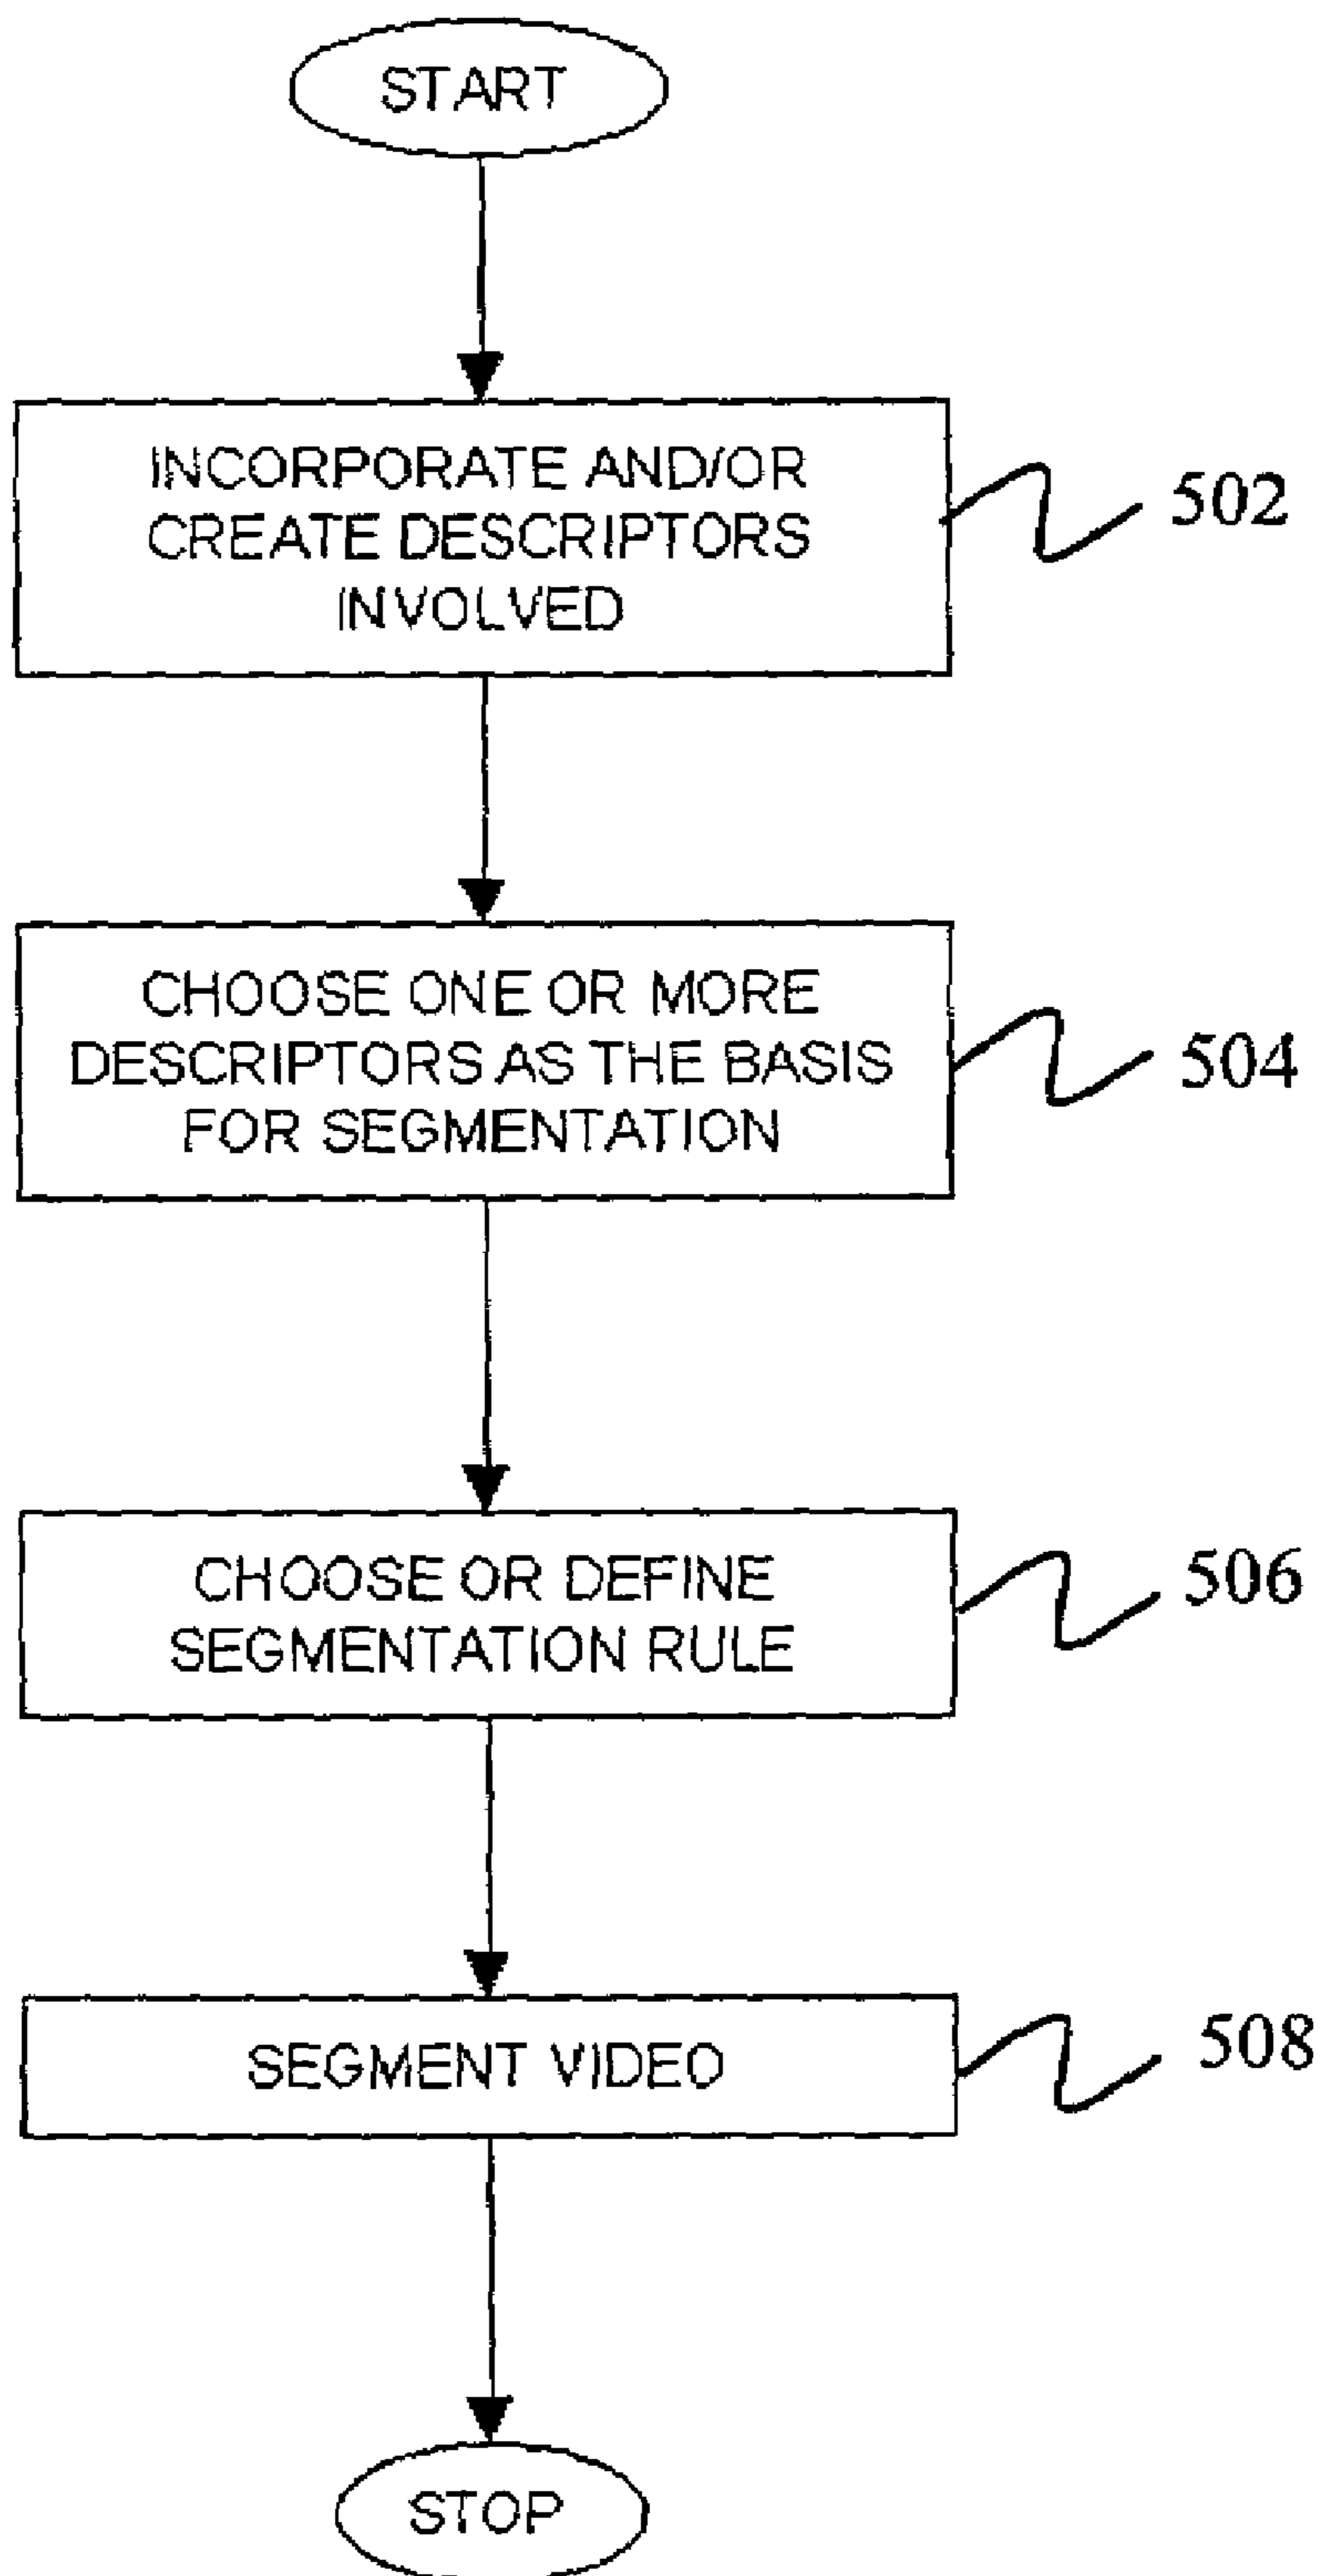 START
INCORPORATE AND/OR
CREATE DESCRIPTORS
INVOLVED
502
CHOOSE ONE OR MORE
DESCRIPTORS AS THE BASIS
FOR SEGMENTATION
504
CHOOSE OR DEFINE
SEGMENTATION RULE
506
SEGMENT VIDEO
508
STOP